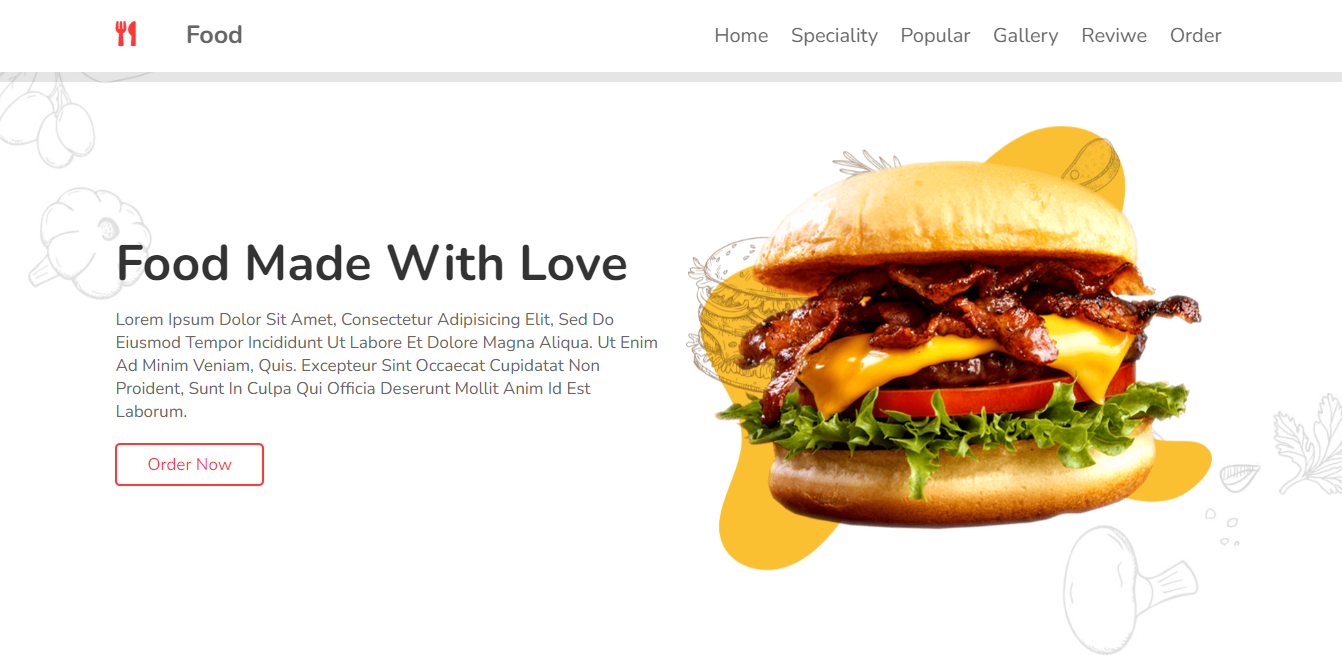 Food
Home Speciality Popular Gallery Reviwe Order
Food Made With Love
Lorem Ipsum Dolor Sit Amet, Consectetur Adipisicing Elit, Sed Do
Eiusmod Tempor Incididunt Ut Labore Et Dolore Magna Aliqua. Ut Enim
Ad Minim Veniam, Quis. Excepteur Sint Occaecat Cupidatat Non
Proident, Sunt In Culpa Qui Officia Deserunt Mollit Anim Id Est
Laborum.
Order Now